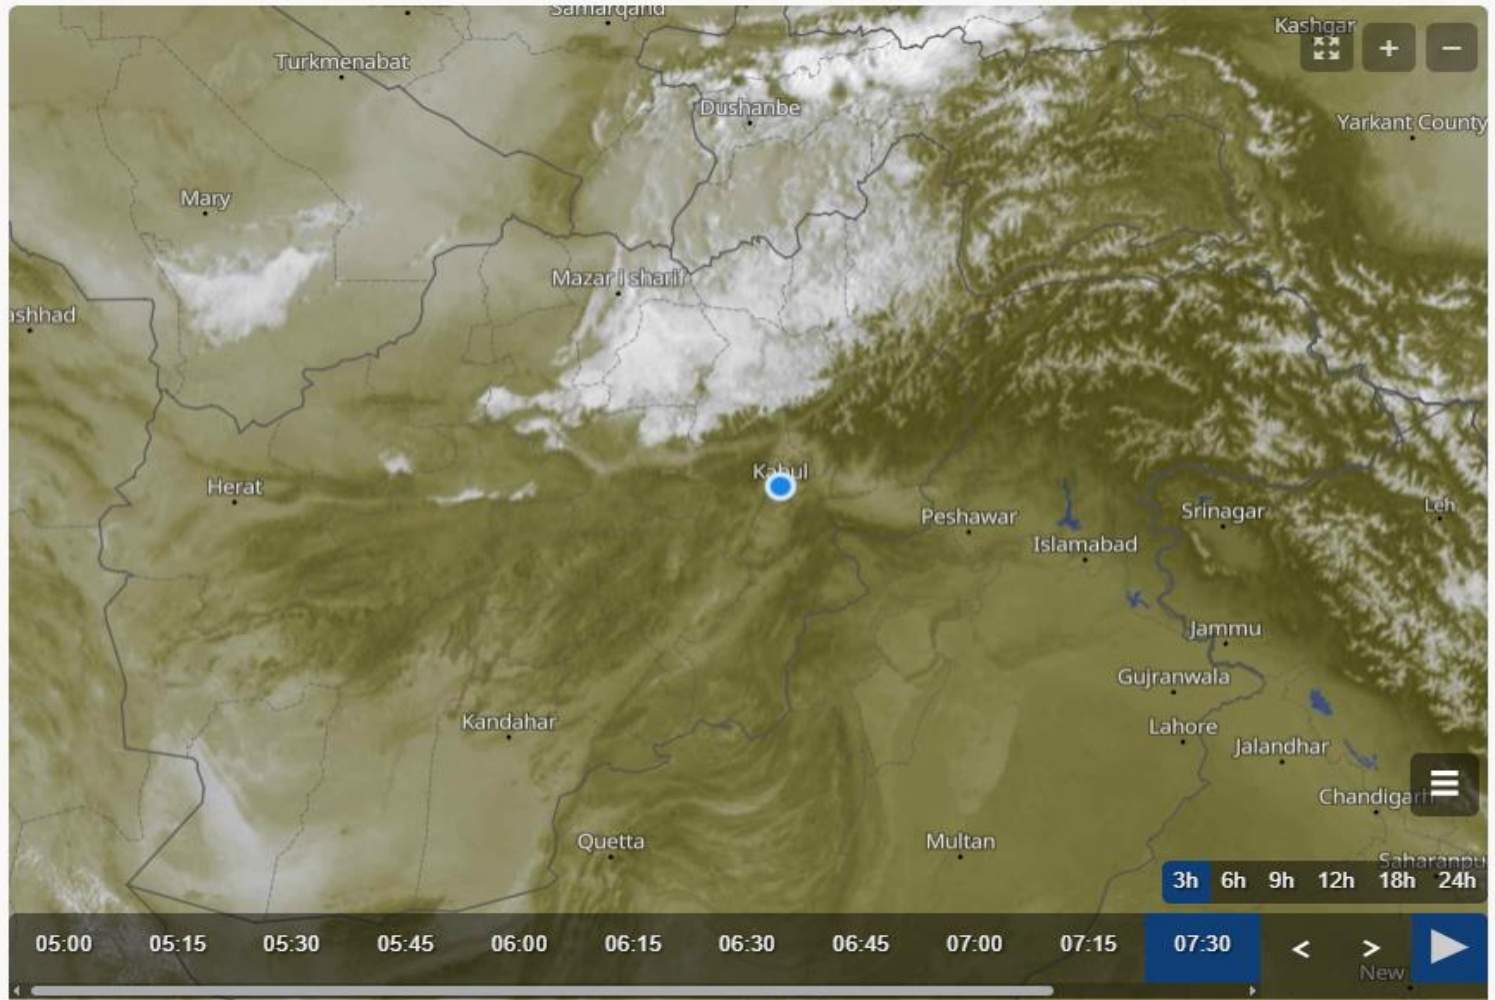 Samarqand
Kashgar
Turkmenabat
+
−
Dushanbe
Yarkant County
Mary
Mazar i sharif
ashhad
Kabul
Herat
Leh
Srinagar
Peshawar
Islamabad
Jammu
Gujranwala
Kandahar
Lahore
Jalandhar
Chandigarh
Quetta
Multan
Saharanpu
3h 6h 9h 12h 18h 24h
05:00 05:15 05:30 05:45 06:00 06:15 06:30 06:45 07:00 07:15 07:30 < >
New